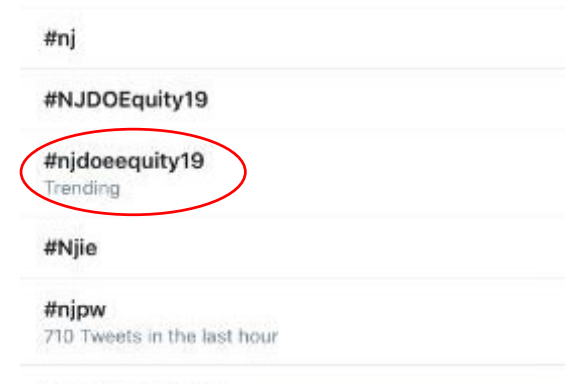 #nj
#NJDOEquity19
#njdoeequity19
Trending
#Njie
#njpw
710 Tweets in the last hour